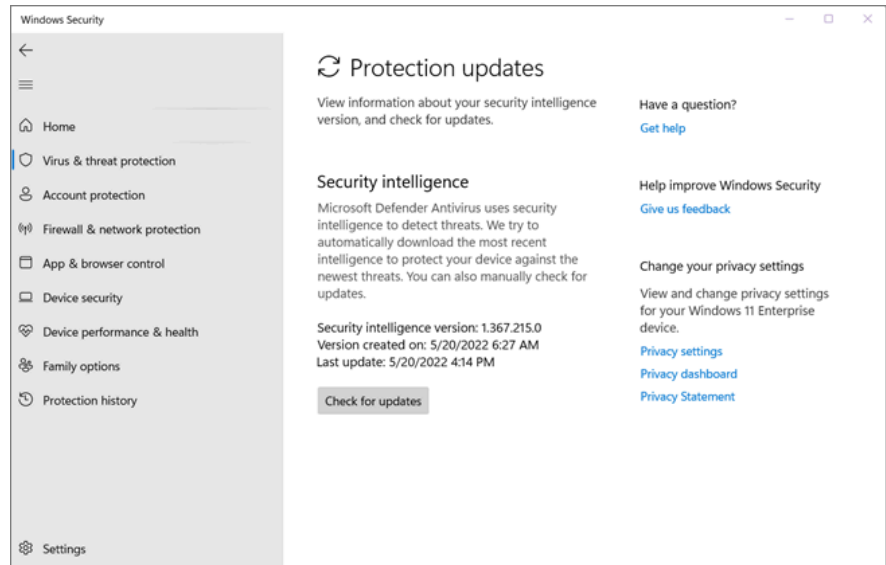 Windows Security
Home
Virus & threat protection
Account protection
Firewall & network protection
App & browser control
Device security
Device performance & health
Family options
Protection history
Settings
Protection updates
View information about your security intelligence
version, and check for updates.
Security intelligence
Microsoft Defender Antivirus uses security
intelligence to detect threats. We try to
automatically download the most recent
intelligence to protect your device against the
newest threats. You can also manually check for
updates.
Security intelligence version: 1.367.215.0
Version created on: 5/20/2022 6:27 AM
Last update: 5/20/2022 4:14 PM
Check for updates
Have a question?
Get help
Help improve Windows Security
Give us feedback
Change your privacy settings
View and change privacy settings
for your Windows 11 Enterprise
device.
Privacy settings
Privacy dashboard
Privacy Statement